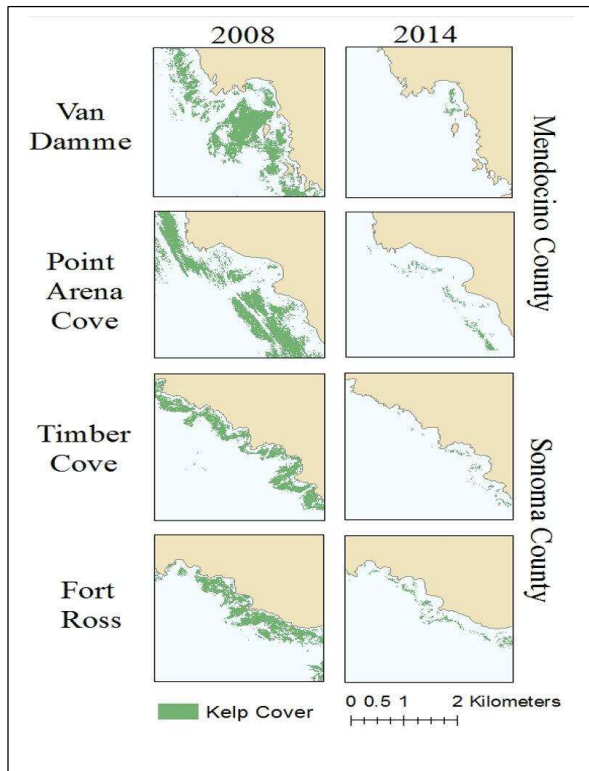 2008 2014
Van
Damme
Point
Arena
Cove
Mendocino County
Timber
Cove
Fort
Ross
Sonoma County
Kelp Cover
0 0.5 1 2 Kilometers